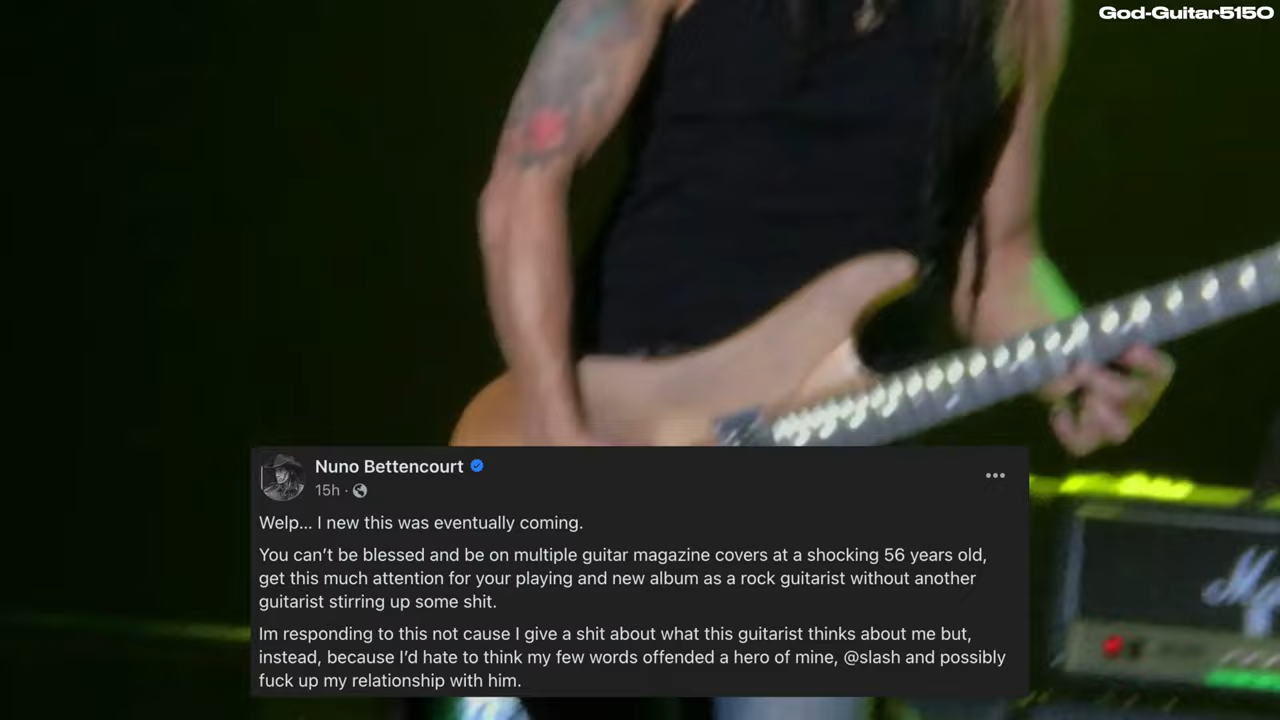 God-Guitar5150
Nuno Bettencourt
15h ·
Welp... I new this was eventually coming.
You can't be blessed and be on multiple guitar magazine covers at a shocking 56 years old,
get this much attention for your playing and new album as a rock guitarist without another
guitarist stirring up some shit.
Im responding to this not cause I give a shit about what this guitarist thinks about me but,
instead, because I'd hate to think my few words offended a hero of mine, @slash and possibly
fuck up my relationship with him.